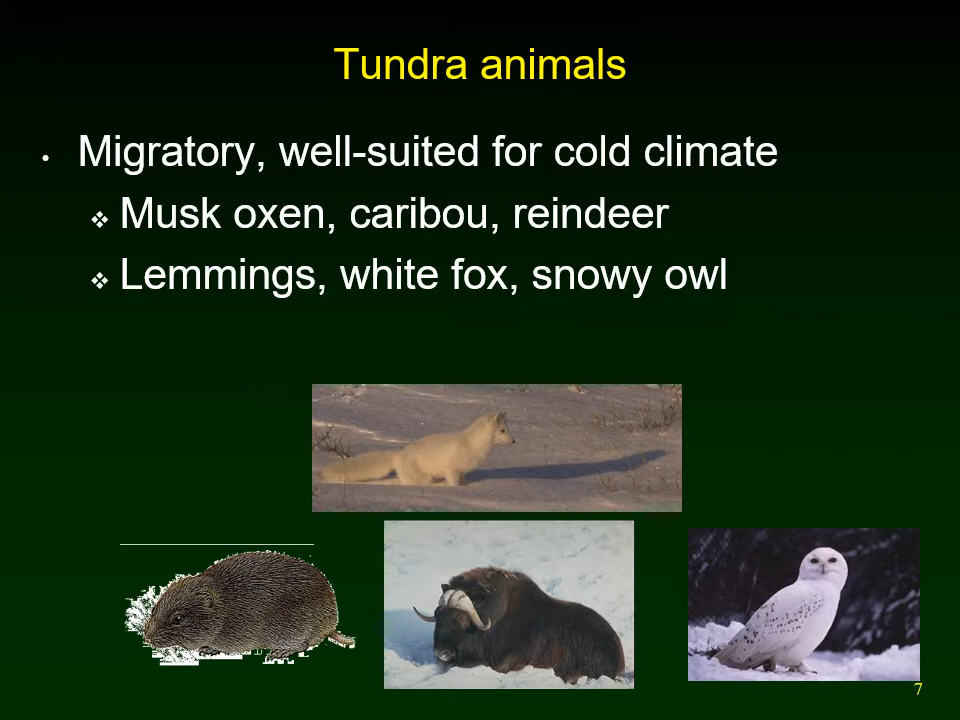 Tundra animals
• Migratory, well-suited for cold climate
❖ Musk oxen, caribou, reindeer
❖ Lemmings, white fox, snowy owl
7